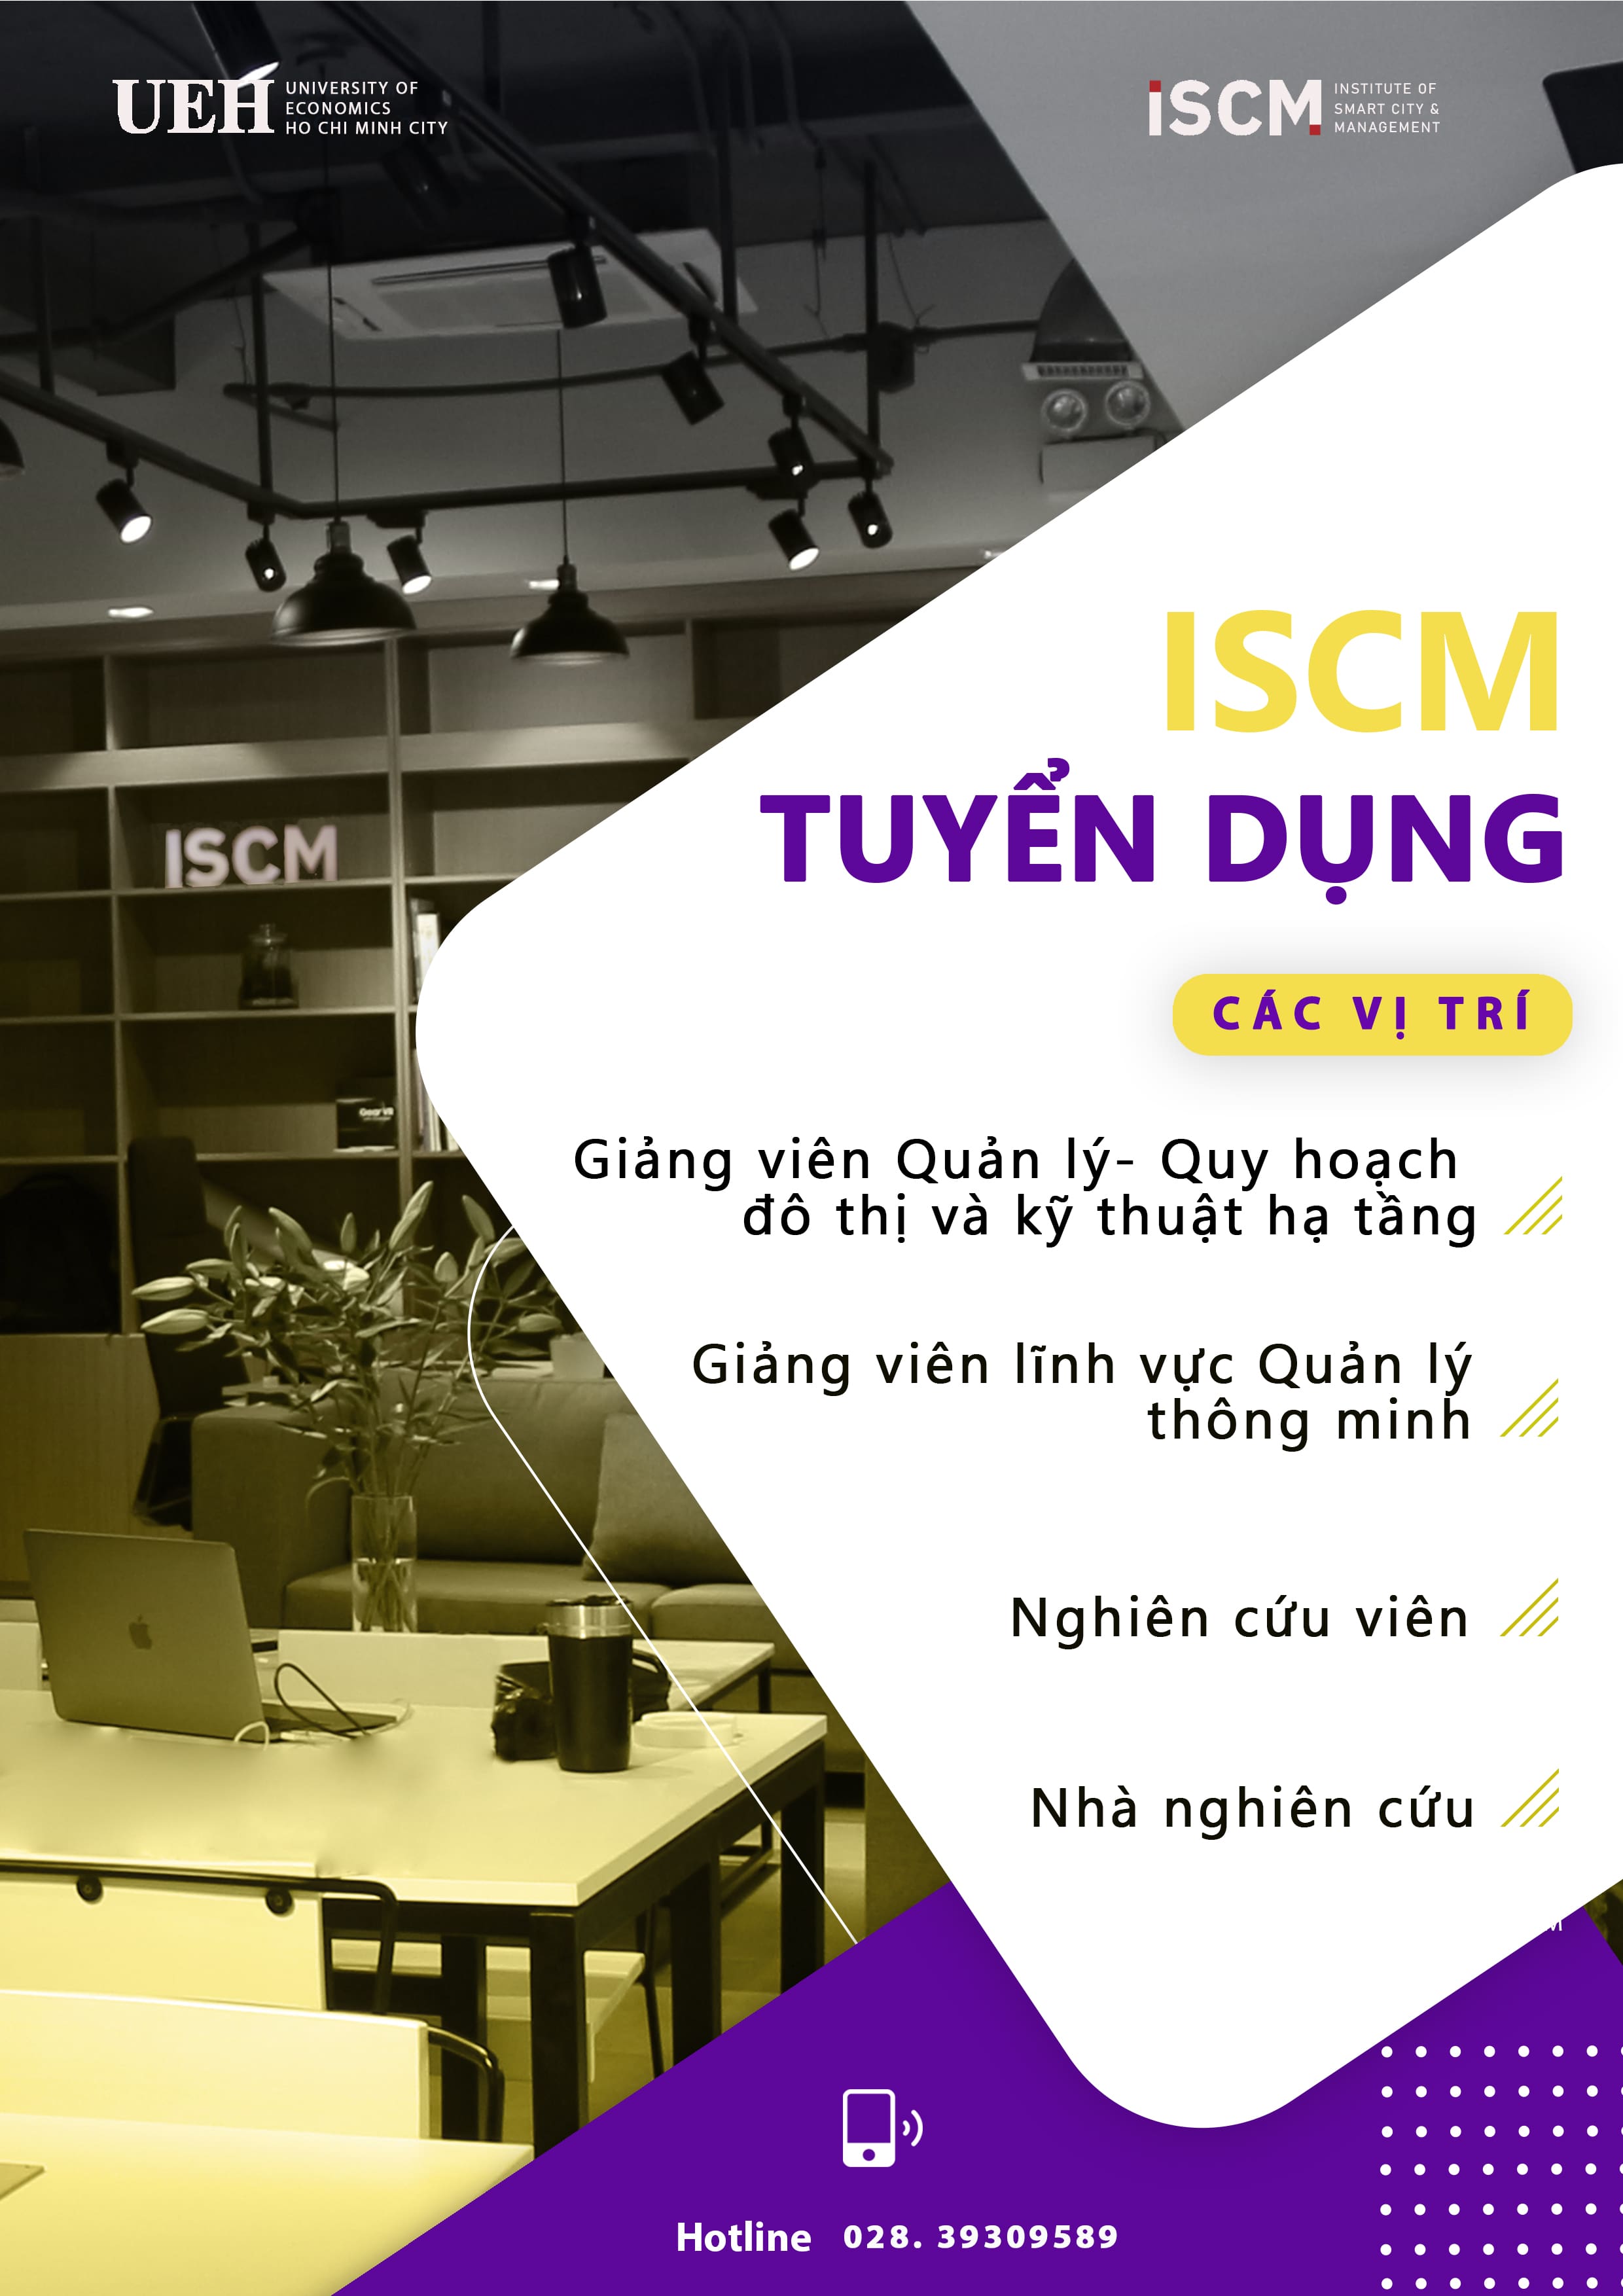 UEH
UNIVERSITY OF
ECONOMICS
HO CHI MINH CITY
ISCM
INSTITUTE OF
SMART CITY &
MANAGEMENT
ISCM
TUYỂN DỤNG
ISCM
CÁC VỊ TRÍ
Gear VR
Giảng viên Quản lý- Quy hoạch
đô thị và kỹ thuật hạ tầng
Giảng viên lĩnh vực Quản lý
thông minh
Nghiên cứu viên
Nhà nghiên cứu
M
Hotline 028. 39309589